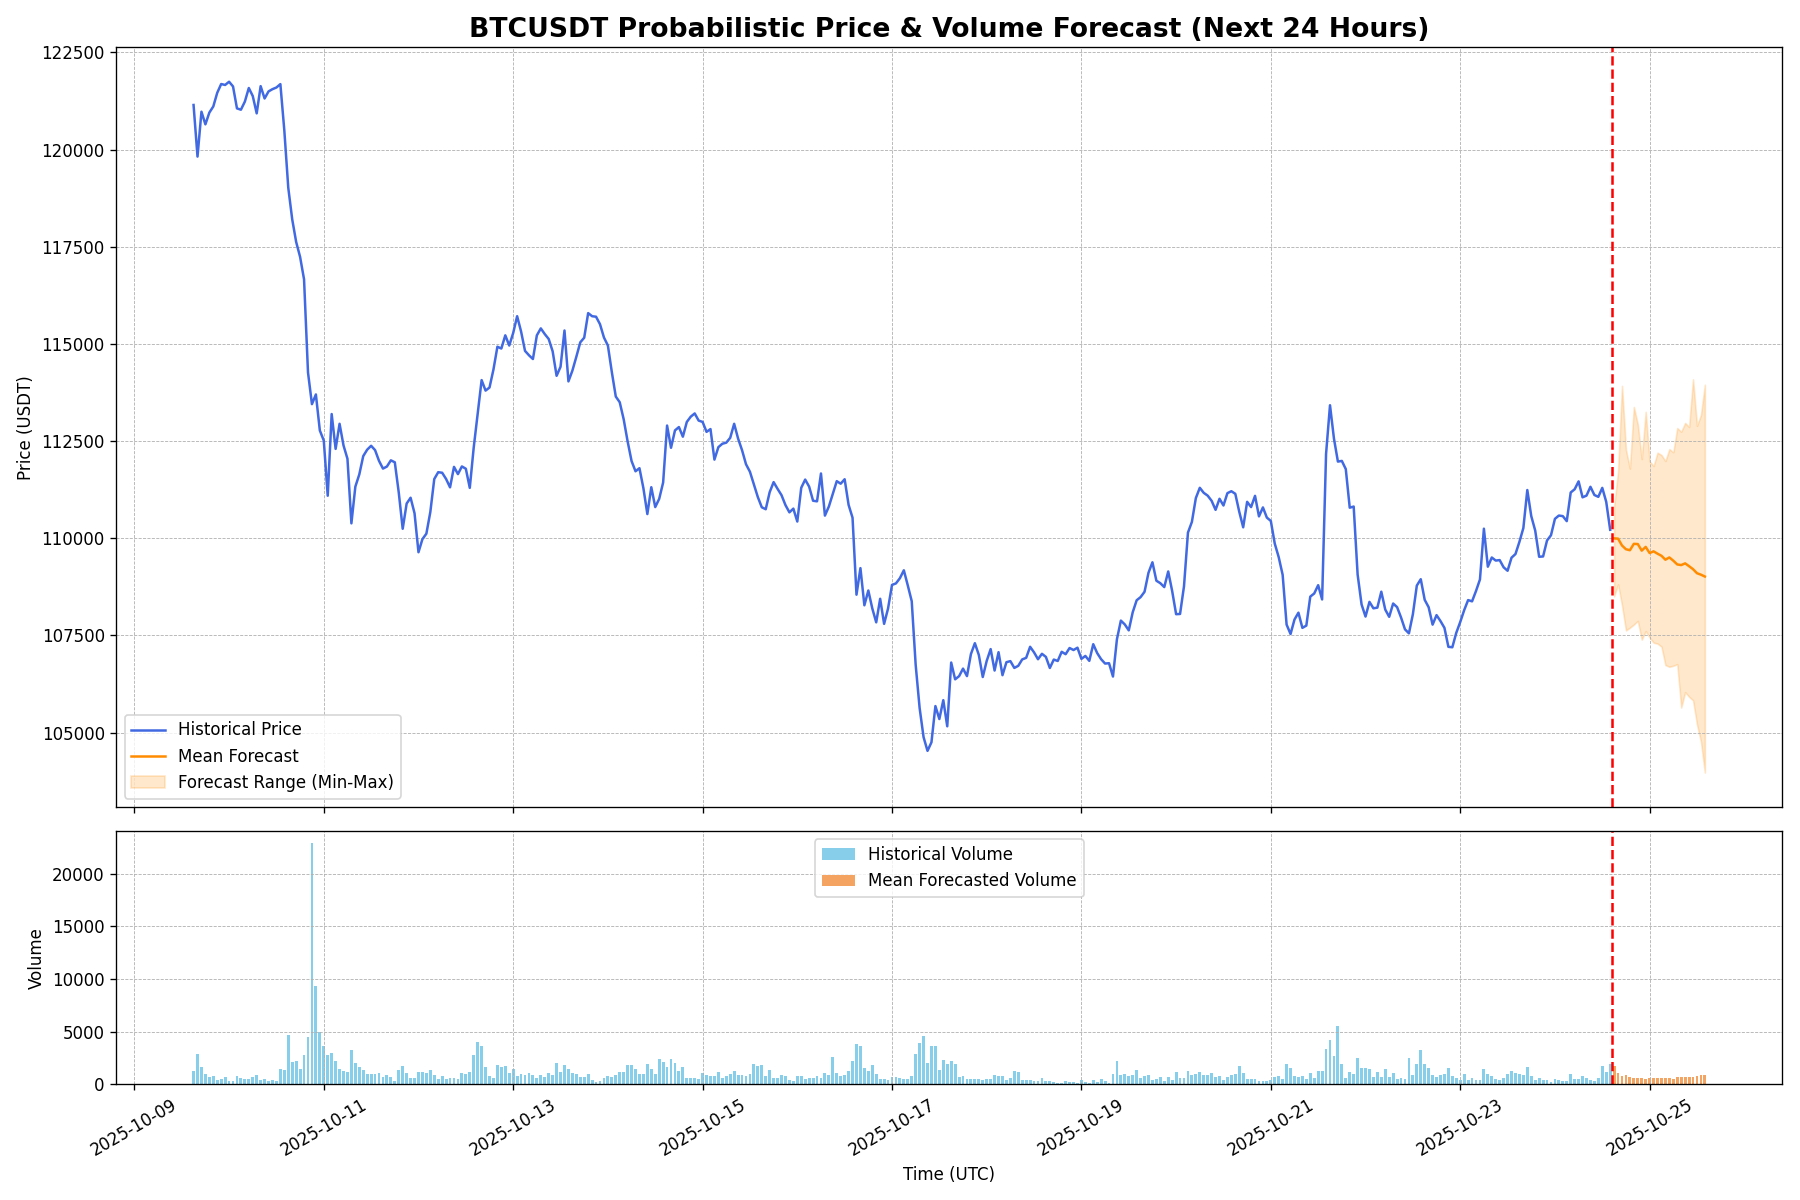 BTCUSDT Probabilistic Price & Volume Forecast (Next 24 Hours)
122500
120000
117500
115000
112500
110000
107500
105000
Price (USDT)
Historical Price
Mean Forecast
Forecast Range (Min-Max)
20000
15000
10000
5000
0
Volume
Historical Volume
Mean Forecasted Volume
2025-10-09
2025-10-11
2025-10-13
2025-10-15
2025-10-17
2025-10-19
2025-10-21
2025-10-23
2025-10-25
Time (UTC)